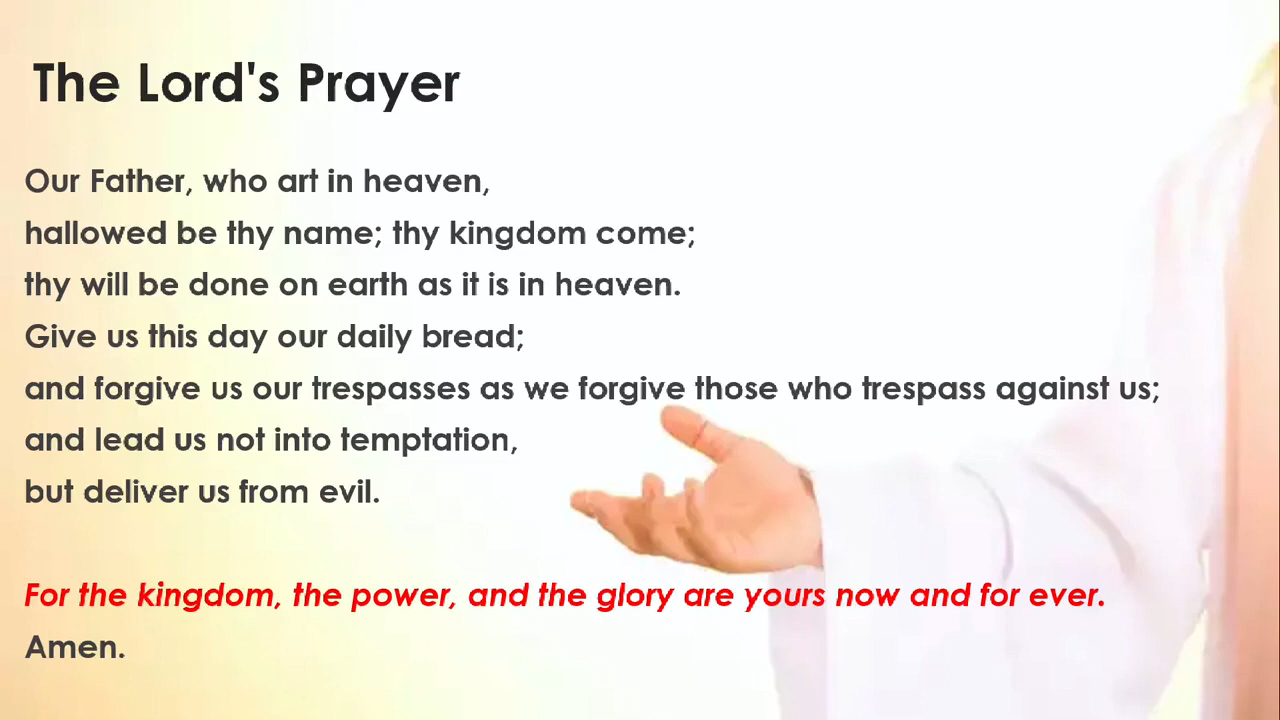 The Lord's Prayer
Our Father, who art in heaven,
hallowed be thy name; thy kingdom come;
thy will be done on earth as it is in heaven.
Give us this day our daily bread;
and forgive us our trespasses as we forgive those who trespass against us;
and lead us not into temptation,
but deliver us from evil.
For the kingdom, the power, and the glory are yours now and for ever.
Amen.